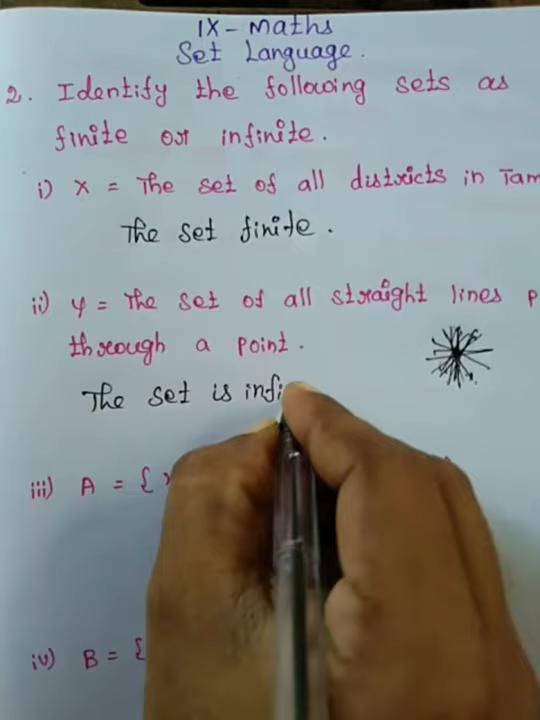 IX - Maths
Set Language.
2. Identify the following sets as
finite or infinite.
i) X = The set of all districts in Tam
The set finite.
ii) Y = The set of all straight lines p
through a point.
The set is infi
iii) A = {
iv) B = {